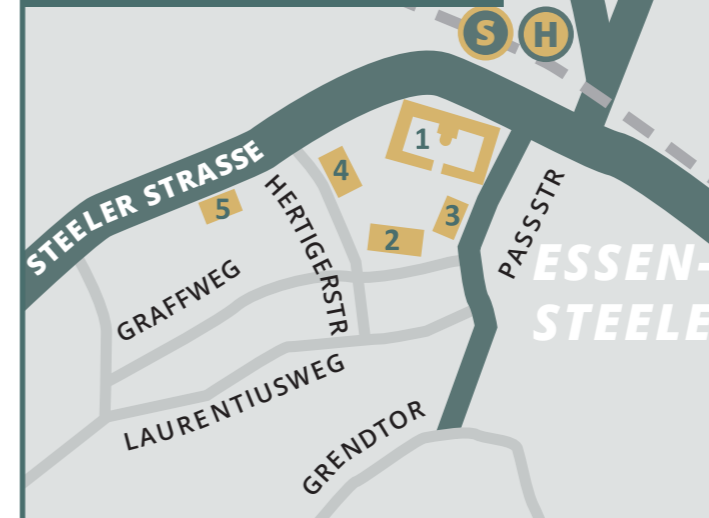 S H
1
STEELER STRASSE
4
5
HERTIGERSTR
3
2
PASSSTR
ESSEN-
STEELE
GRAFFWEG
LAURENTIUSWEG
GRENDTOR